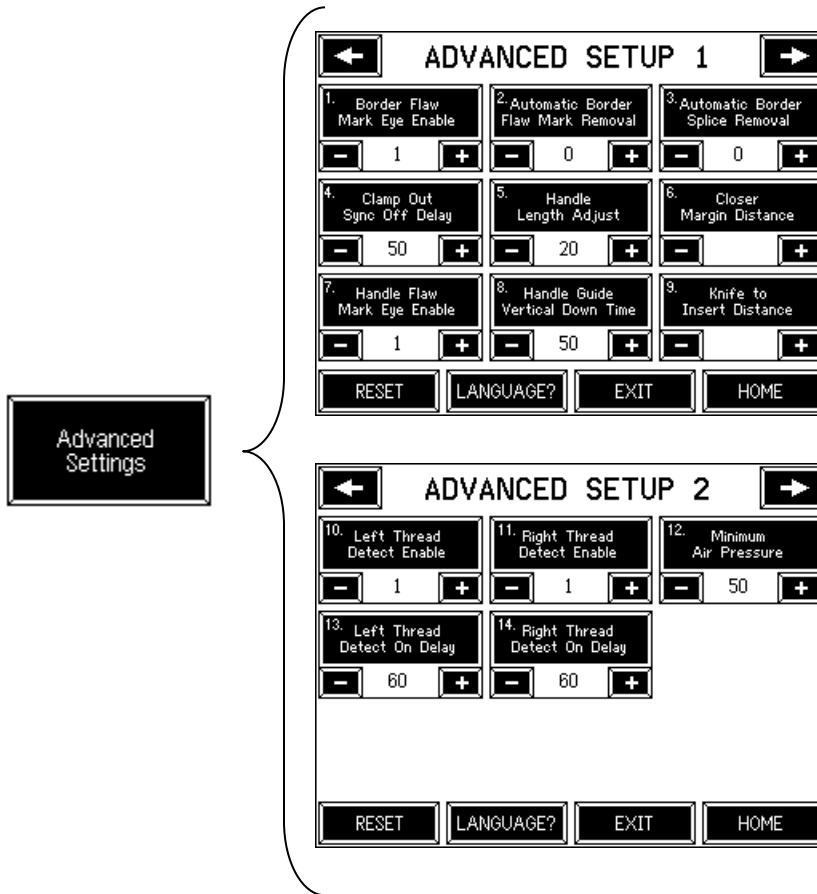 Advanced
Settings
ADVANCED SETUP 1
1. Border Flaw
Mark Eye Enable
− 1 +
2. Automatic Border
Flaw Mark Removal
− 0 +
3. Automatic Border
Splice Removal
− 0 +
4. Clamp Out
Sync Off Delay
− 50 +
5. Handle
Length Adjust
− 20 +
6. Closer
Margin Distance
− +
7. Handle Flaw
Mark Eye Enable
− 1 +
8. Handle Guide
Vertical Down Time
− 50 +
9. Knife to
Insert Distance
− +
RESET LANGUAGE? EXIT HOME
ADVANCED SETUP 2
10. Left Thread
Detect Enable
− 1 +
11. Right Thread
Detect Enable
− 1 +
12. Minimum
Air Pressure
− 50 +
13. Left Thread
Detect On Delay
− 60 +
14. Right Thread
Detect On Delay
− 60 +
RESET LANGUAGE? EXIT HOME